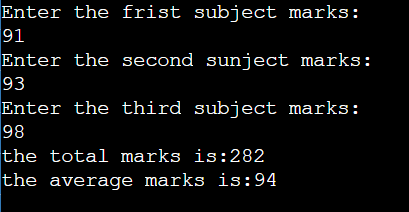 Enter the frist subject marks:
91
Enter the second sunject marks:
93
Enter the third subject marks:
98
the total marks is:282
the average marks is:94